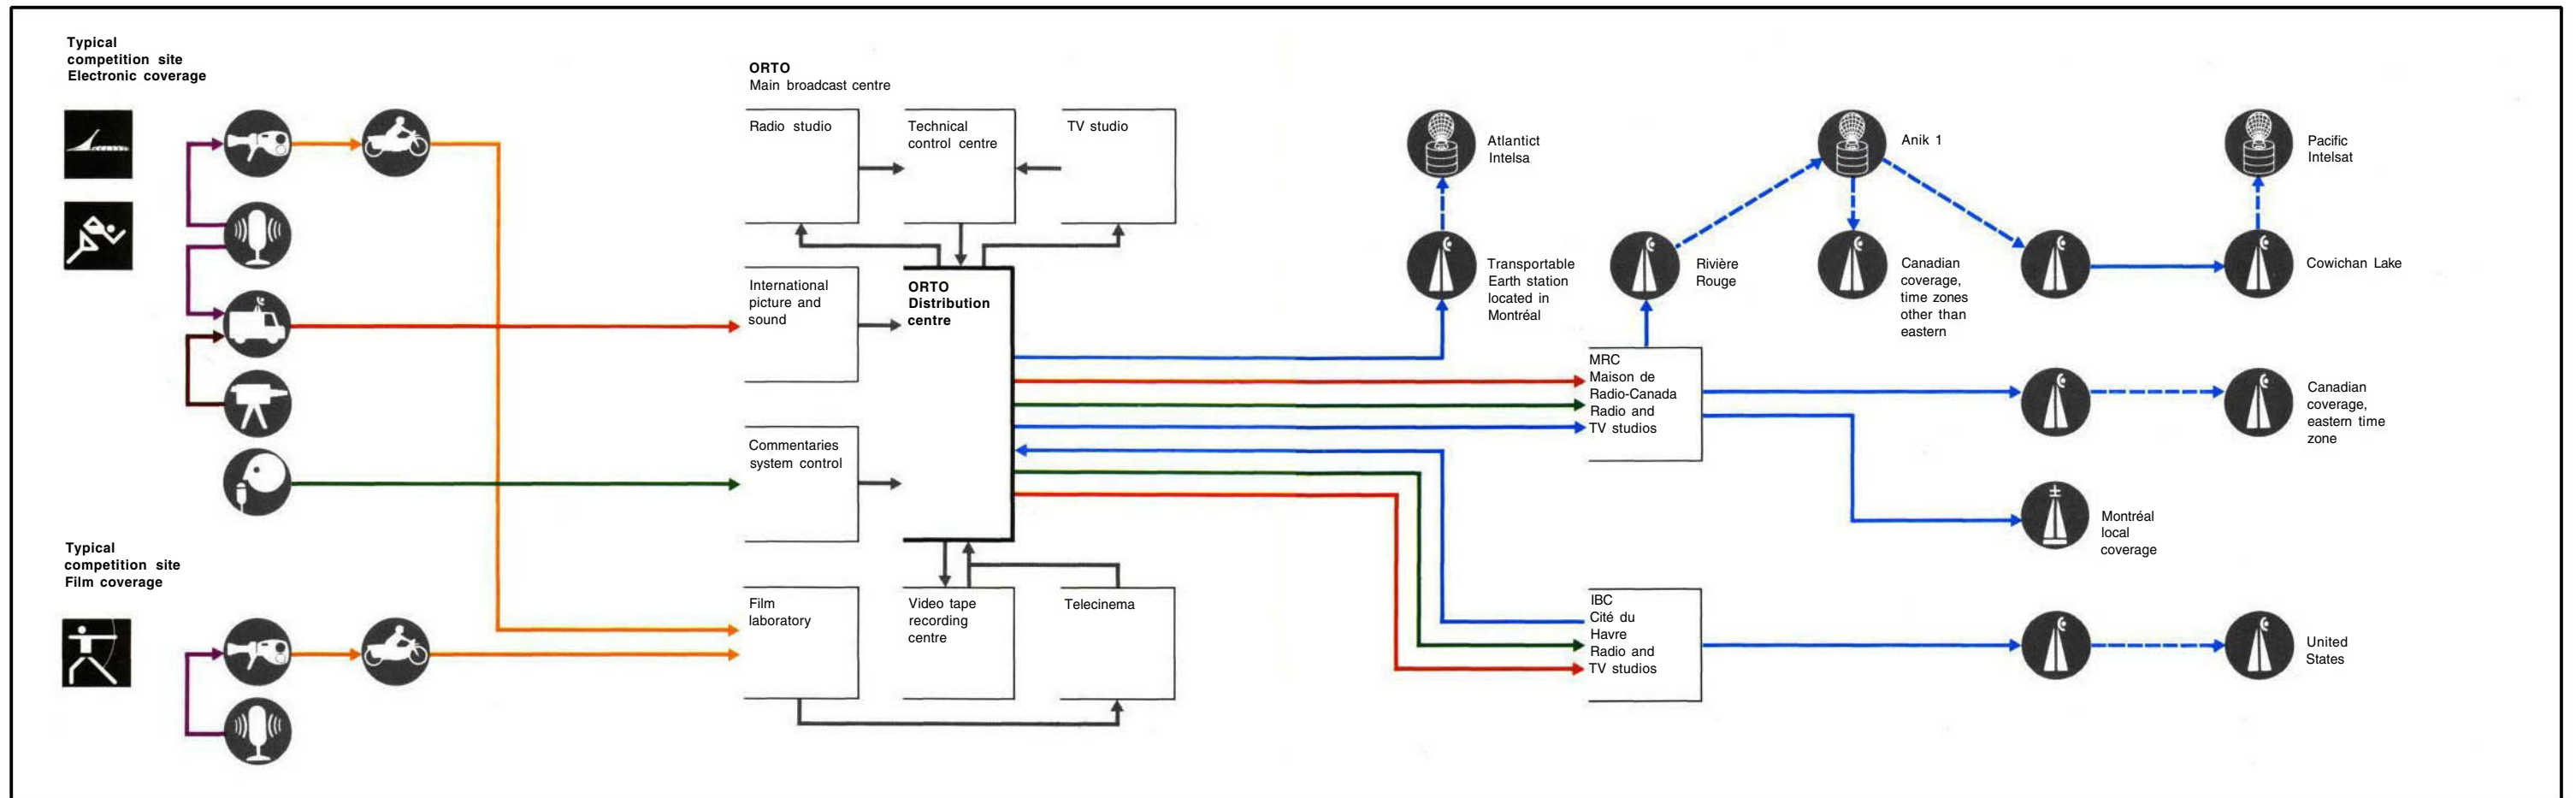 Typical
competition site
Electronic coverage
ORTO
Main broadcast centre
Radio studio
Technical
control centre
TV studio
International
picture and
sound
ORTO
Distribution
centre
Commentaries
system control
Typical
competition site
Film coverage
Film
laboratory
Video tape
recording
centre
Telecinema
Atlantict
Intelsa
Anik 1
Pacific
Intelsat
Transportable
Earth station
located in
Montréal
Rivière
Rouge
Canadian
coverage,
time zones
other than
eastern
Cowichan Lake
MRC
Maison de
Radio-Canada
Radio and
TV studios
Canadian
coverage,
eastern time
zone
Montréal
local
coverage
IBC
Cité du
Havre
Radio and
TV studios
United
States